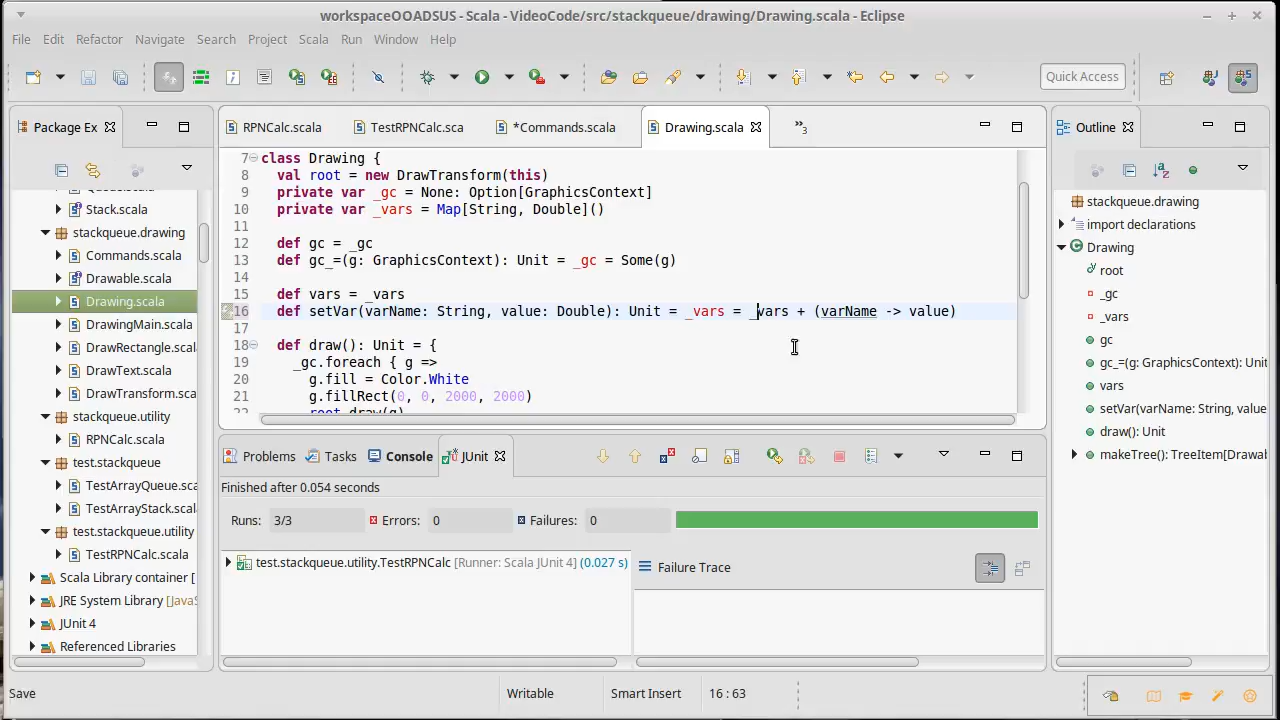 workspaceOOADSUS - Scala - VideoCode/src/stackqueue/drawing/Drawing.scala - Eclipse
File Edit Refactor Navigate Search Project Scala Run Window Help
Quick Access
Package Ex
RPNCalc.scala TestRPNCalc.sca *Commands.scala Drawing.scala »3
Outline
Stack.scala
stackqueue.drawing
Commands.scala
Drawable.scala
Drawing.scala
DrawingMain.scala
DrawRectangle.scala
DrawText.scala
DrawTransform.sca
stackqueue.utility
RPNCalc.scala
test.stackqueue
TestArrayQueue.sca
TestArrayStack.scal
test.stackqueue.utility
TestRPNCalc.scala
Scala Library container [
JRE System Library [JavaS
JUnit 4
Referenced Libraries
7 class Drawing {
8 val root = new DrawTransform(this)
9 private var _gc = None: Option[GraphicsContext]
10 private var _vars = Map[String, Double]()
11
12 def gc = _gc
13 def gc_=(g: GraphicsContext): Unit = _gc = Some(g)
14
15 def vars = _vars
16 def setVar(varName: String, value: Double): Unit = _vars = _vars + (varName -> value)
17
18 def draw(): Unit = {
19 _gc.foreach { g =>
20 g.fill = Color.White
21 g.fillRect(0, 0, 2000, 2000)
22 root draw(g)
stackqueue.drawing
import declarations
Drawing
root
_gc
_vars
gc
gc_=(g: GraphicsContext): Unit
vars
setVar(varName: String, value
draw(): Unit
makeTree(): TreeItem[Drawab
Problems Tasks Console JUnit
Finished after 0.054 seconds
Runs: 3/3 Errors: 0 Failures: 0
test.stackqueue.utility.TestRPNCalc [Runner: Scala JUnit 4] (0.027 s)
Failure Trace
Save Writable Smart Insert 16 : 63